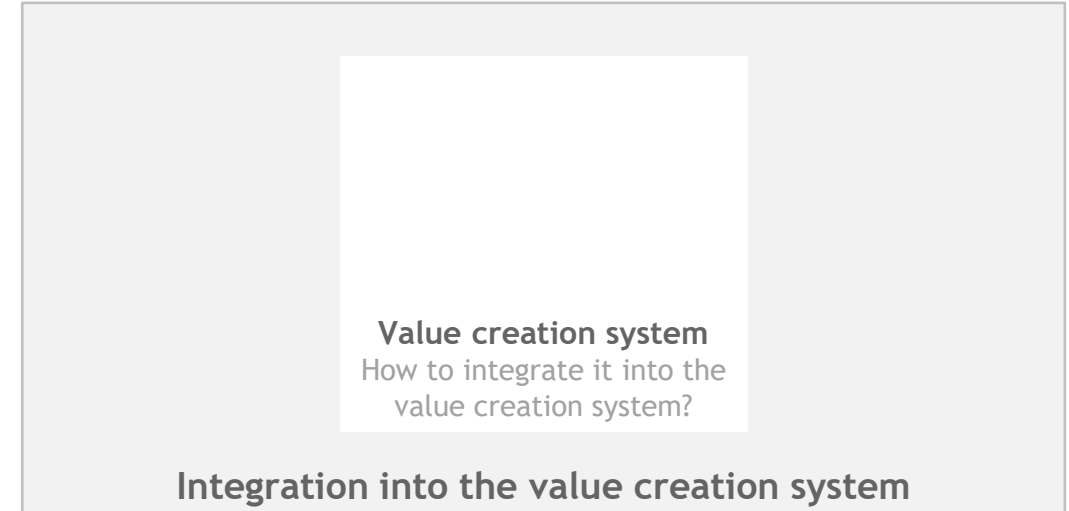 Value creation system
How to integrate it into the
value creation system?
Integration into the value creation system